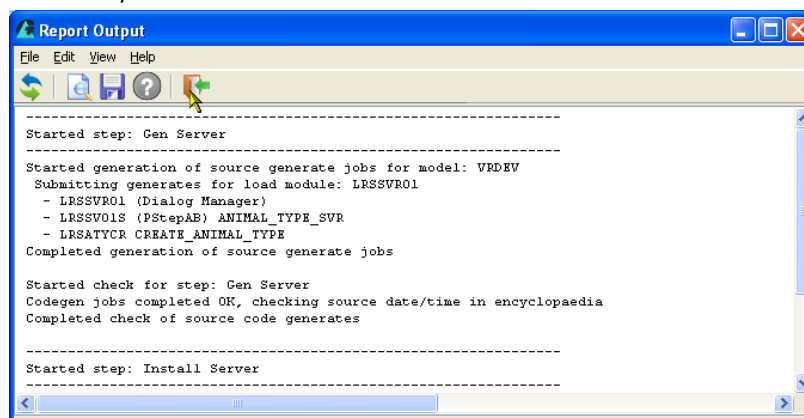 Report Output
File Edit View Help
------------------------------------------------------------------
Started step: Gen Server
------------------------------------------------------------------
Started generation of source generate jobs for model: VRDEV
Submitting generates for load module: LRSSVR01
- LRSSVR01 (Dialog Manager)
- LRSSV01S (PStepAB) ANIMAL_TYPE_SVR
- LRSATYCR CREATE_ANIMAL_TYPE
Completed generation of source generate jobs
Started check for step: Gen Server
Codegen jobs completed OK, checking source date/time in encyclopaedia
Completed check of source code generates
------------------------------------------------------------------
Started step: Install Server
------------------------------------------------------------------